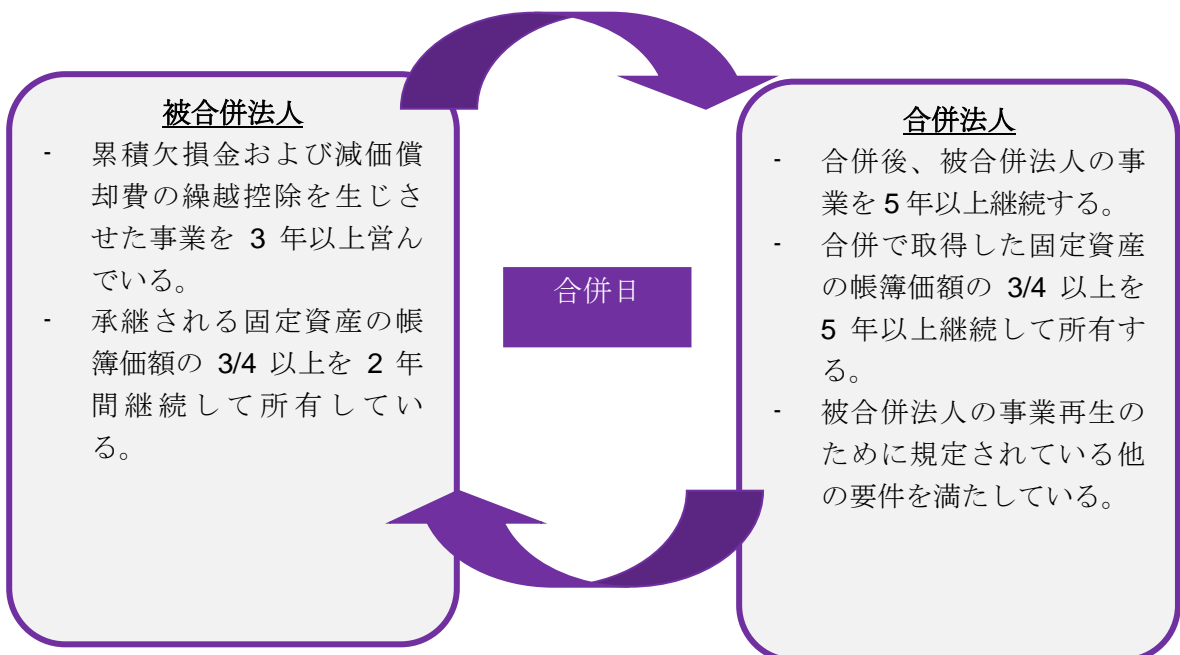 被合併法人
- 累積欠損金および減価償
却費の繰越控除を生じさ
せた事業を 3 年以上営ん
でいる。
- 承継される固定資産の帳
簿価額の 3/4 以上を 2 年
間継続して所有してい
る。
合併日
合併法人
- 合併後、被合併法人の事
業を 5 年以上継続する。
- 合併で取得した固定資産
の帳簿価額の 3/4 以上を
5 年以上継続して所有す
る。
- 被合併法人の事業再生の
ために規定されている他
の要件を満たしている。